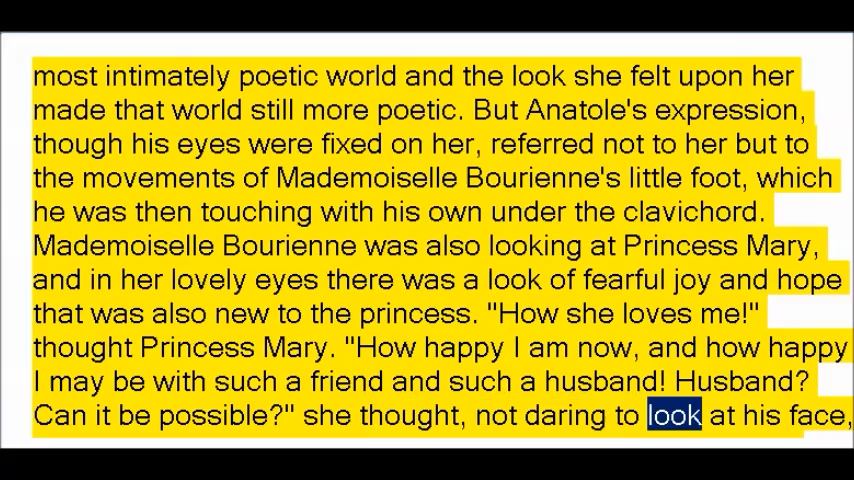 most intimately poetic world and the look she felt upon her
made that world still more poetic. But Anatole's expression,
though his eyes were fixed on her, referred not to her but to
the movements of Mademoiselle Bourienne's little foot, which
he was then touching with his own under the clavichord.
Mademoiselle Bourienne was also looking at Princess Mary,
and in her lovely eyes there was a look of fearful joy and hope
that was also new to the princess. "How she loves me!"
thought Princess Mary. "How happy I am now, and how happy
I may be with such a friend and such a husband! Husband?
Can it be possible?" she thought, not daring to look at his face,